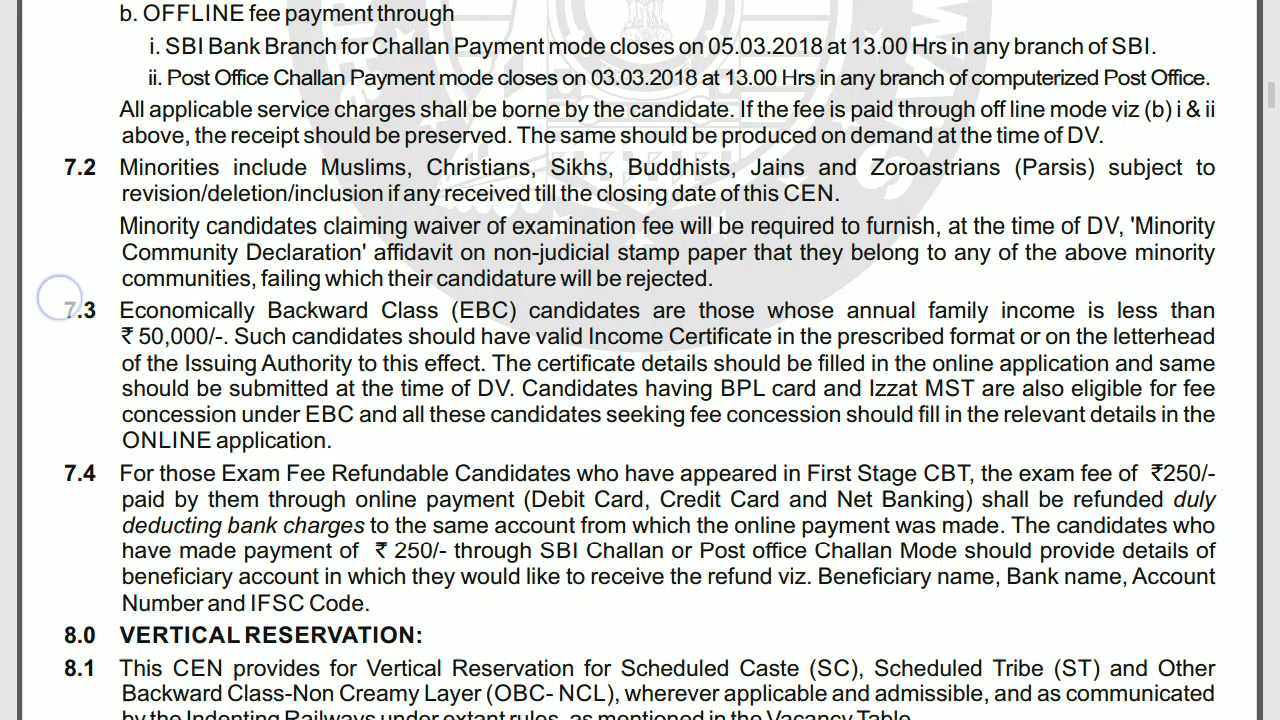 b. OFFLINE fee payment through
i. SBI Bank Branch for Challan Payment mode closes on 05.03.2018 at 13.00 Hrs in any branch of SBI.
ii. Post Office Challan Payment mode closes on 03.03.2018 at 13.00 Hrs in any branch of computerized Post Office.
All applicable service charges shall be borne by the candidate. If the fee is paid through off line mode viz (b) i & ii
above, the receipt should be preserved. The same should be produced on demand at the time of DV.
7.2 Minorities include Muslims, Christians, Sikhs, Buddhists, Jains and Zoroastrians (Parsis) subject to
revision/deletion/inclusion if any received till the closing date of this CEN.
Minority candidates claiming waiver of examination fee will be required to furnish, at the time of DV, 'Minority
Community Declaration' affidavit on non-judicial stamp paper that they belong to any of the above minority
communities, failing which their candidature will be rejected.
7.3 Economically Backward Class (EBC) candidates are those whose annual family income is less than
₹ 50,000/-. Such candidates should have valid Income Certificate in the prescribed format or on the letterhead
of the Issuing Authority to this effect. The certificate details should be filled in the online application and same
should be submitted at the time of DV. Candidates having BPL card and Izzat MST are also eligible for fee
concession under EBC and all these candidates seeking fee concession should fill in the relevant details in the
ONLINE application.
7.4 For those Exam Fee Refundable Candidates who have appeared in First Stage CBT, the exam fee of ₹250/-
paid by them through online payment (Debit Card, Credit Card and Net Banking) shall be refunded duly
deducting bank charges to the same account from which the online payment was made. The candidates who
have made payment of ₹ 250/- through SBI Challan or Post office Challan Mode should provide details of
beneficiary account in which they would like to receive the refund viz. Beneficiary name, Bank name, Account
Number and IFSC Code.
8.0 VERTICAL RESERVATION:
8.1 This CEN provides for Vertical Reservation for Scheduled Caste (SC), Scheduled Tribe (ST) and Other
Backward Class-Non Creamy Layer (OBC- NCL), wherever applicable and admissible, and as communicated
by the Indenting Railways under extant rules, as mentioned in the Vacancy Table.